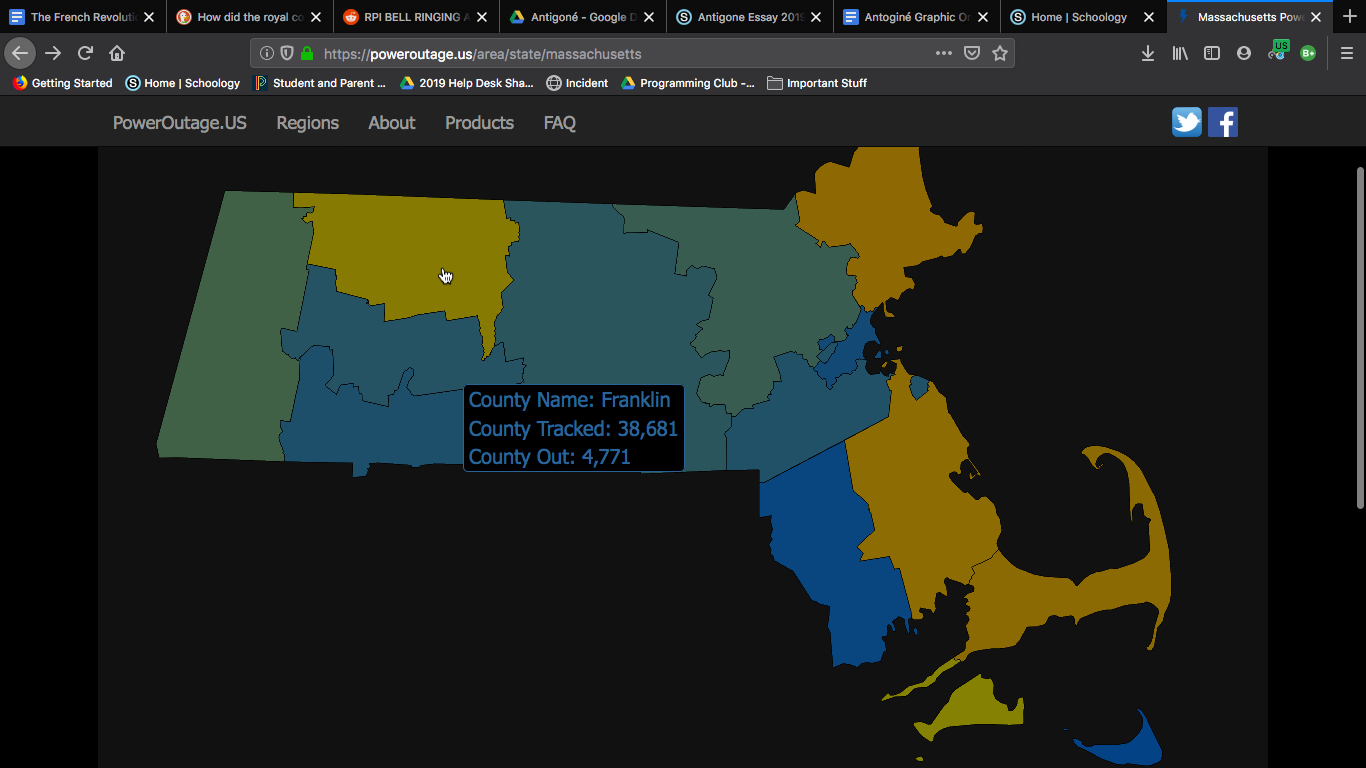 The French Revoluti
How did the royal co
RPI BELL RINGING A
Antigoné - Google D
Antigone Essay 2019
Antoginé Graphic Or
Home | Schoology
Massachusetts Pow
https://poweroutage.us/area/state/massachusetts
US
B+
Getting Started
Home | Schoology
Student and Parent ...
2019 Help Desk Sha...
Incident
Programming Club -...
Important Stuff
PowerOutage.US
Regions
About
Products
FAQ
County Name: Franklin
County Tracked: 38,681
County Out: 4,771